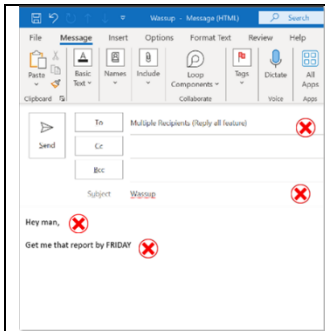 Wassup - Message (HTML)
Search
File Message Insert Options Format Text Review Help
Paste
Basic Text
Names
Include
Loop Components
Tags
Dictate
All Apps
Clipboard
Collaborate
Voice
Apps
Send
To
Multiple Recipients (Reply all feature)
Cc
Bcc
Subject
Wassup
Hey man,
Get me that report by FRIDAY